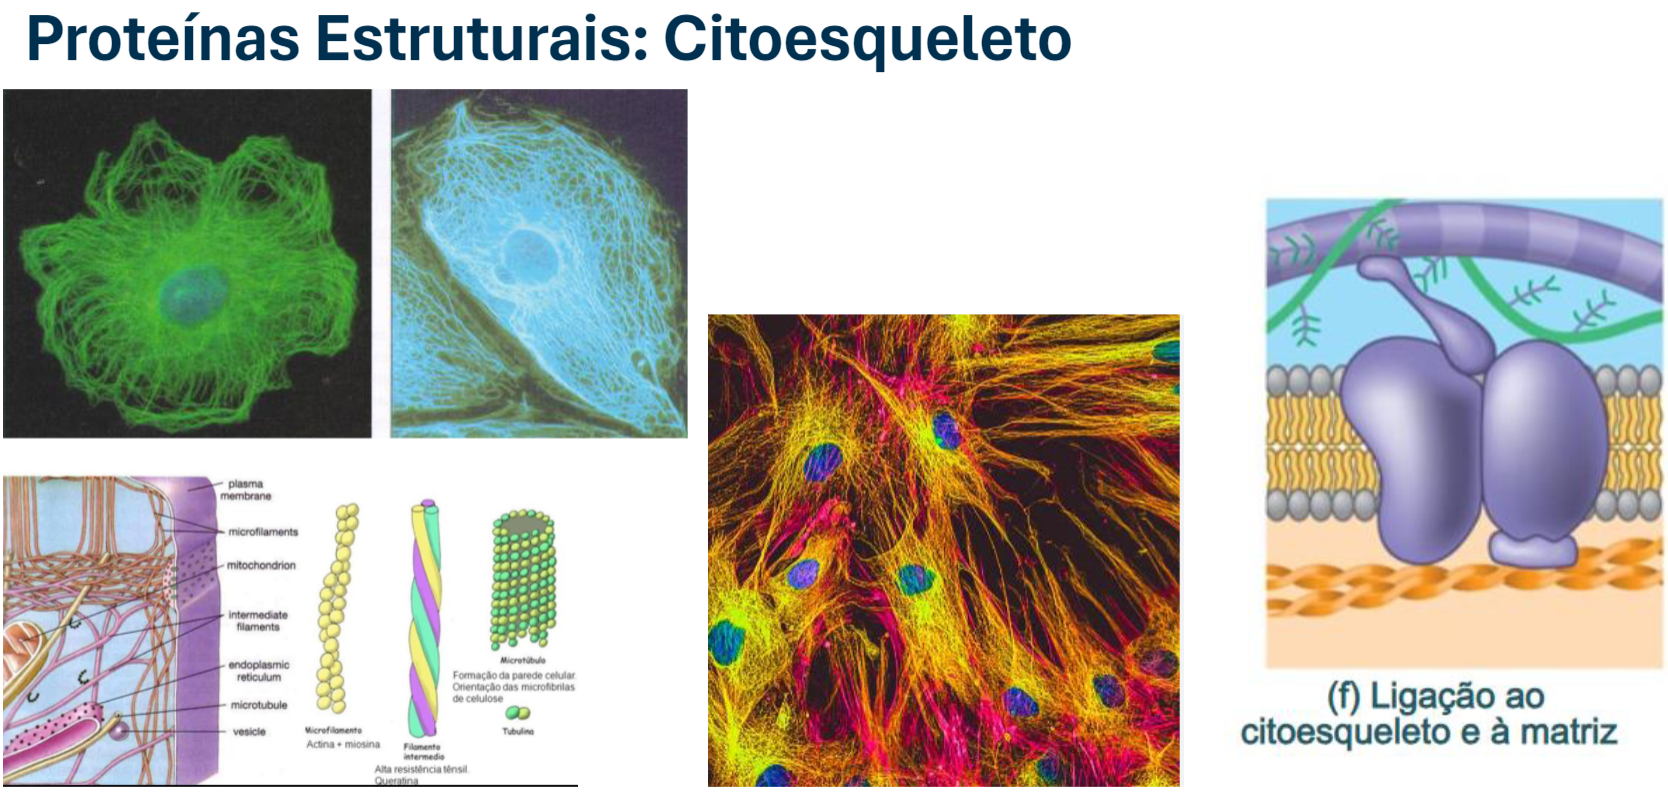 Proteínas Estruturais: Citoesqueleto
plasma
membrane
microfilaments
mitochondrion
intermediate
filaments
endoplasmic
reticulum
microtubule
vesicle
Microfilamento
Actina + miosina
Filamento
intermedio
Alta resistência tênsil.
Queratina
Microtúbulo
Formação da parede celular.
Orientação das microfibrilas
de celulose
Tubulina
(f) Ligação ao
citoesqueleto e à matriz